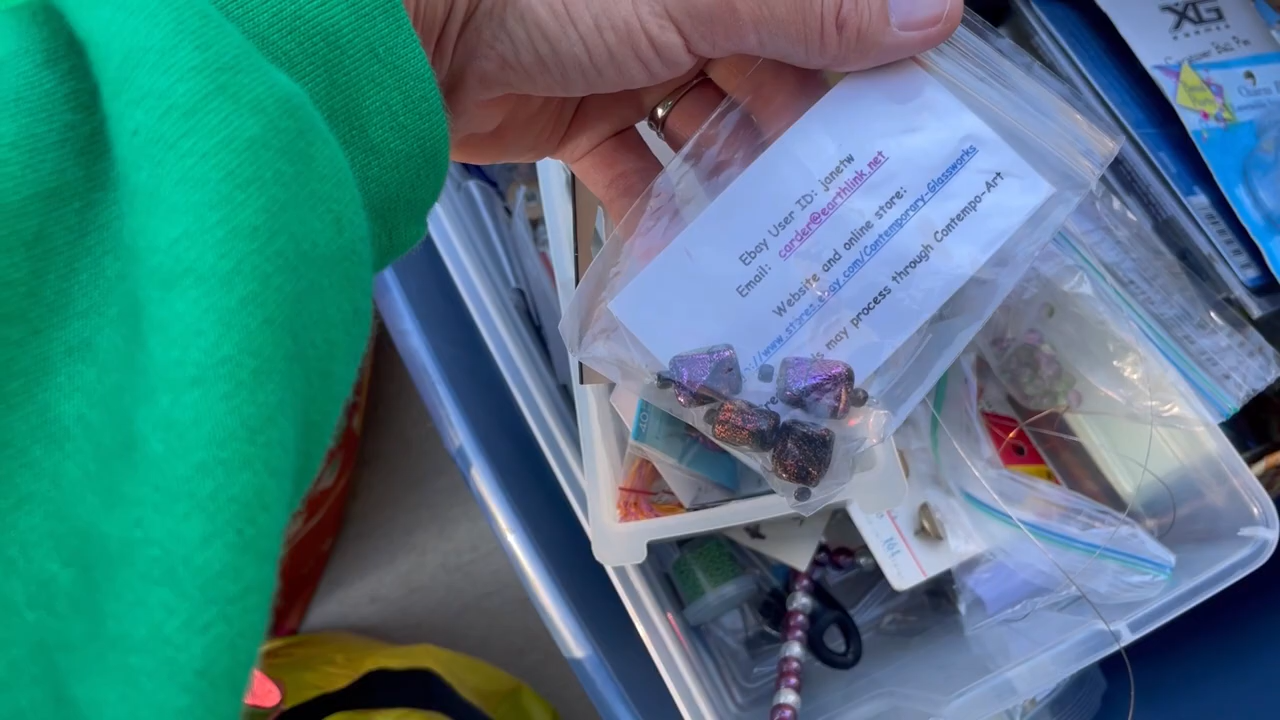 Ebay User ID: janetw
Email: carder@earthlink.net
Website and online store:
://www.stores.ebay.com/Contemporary-Glassworks
may process through Contempo-Art
XG
161